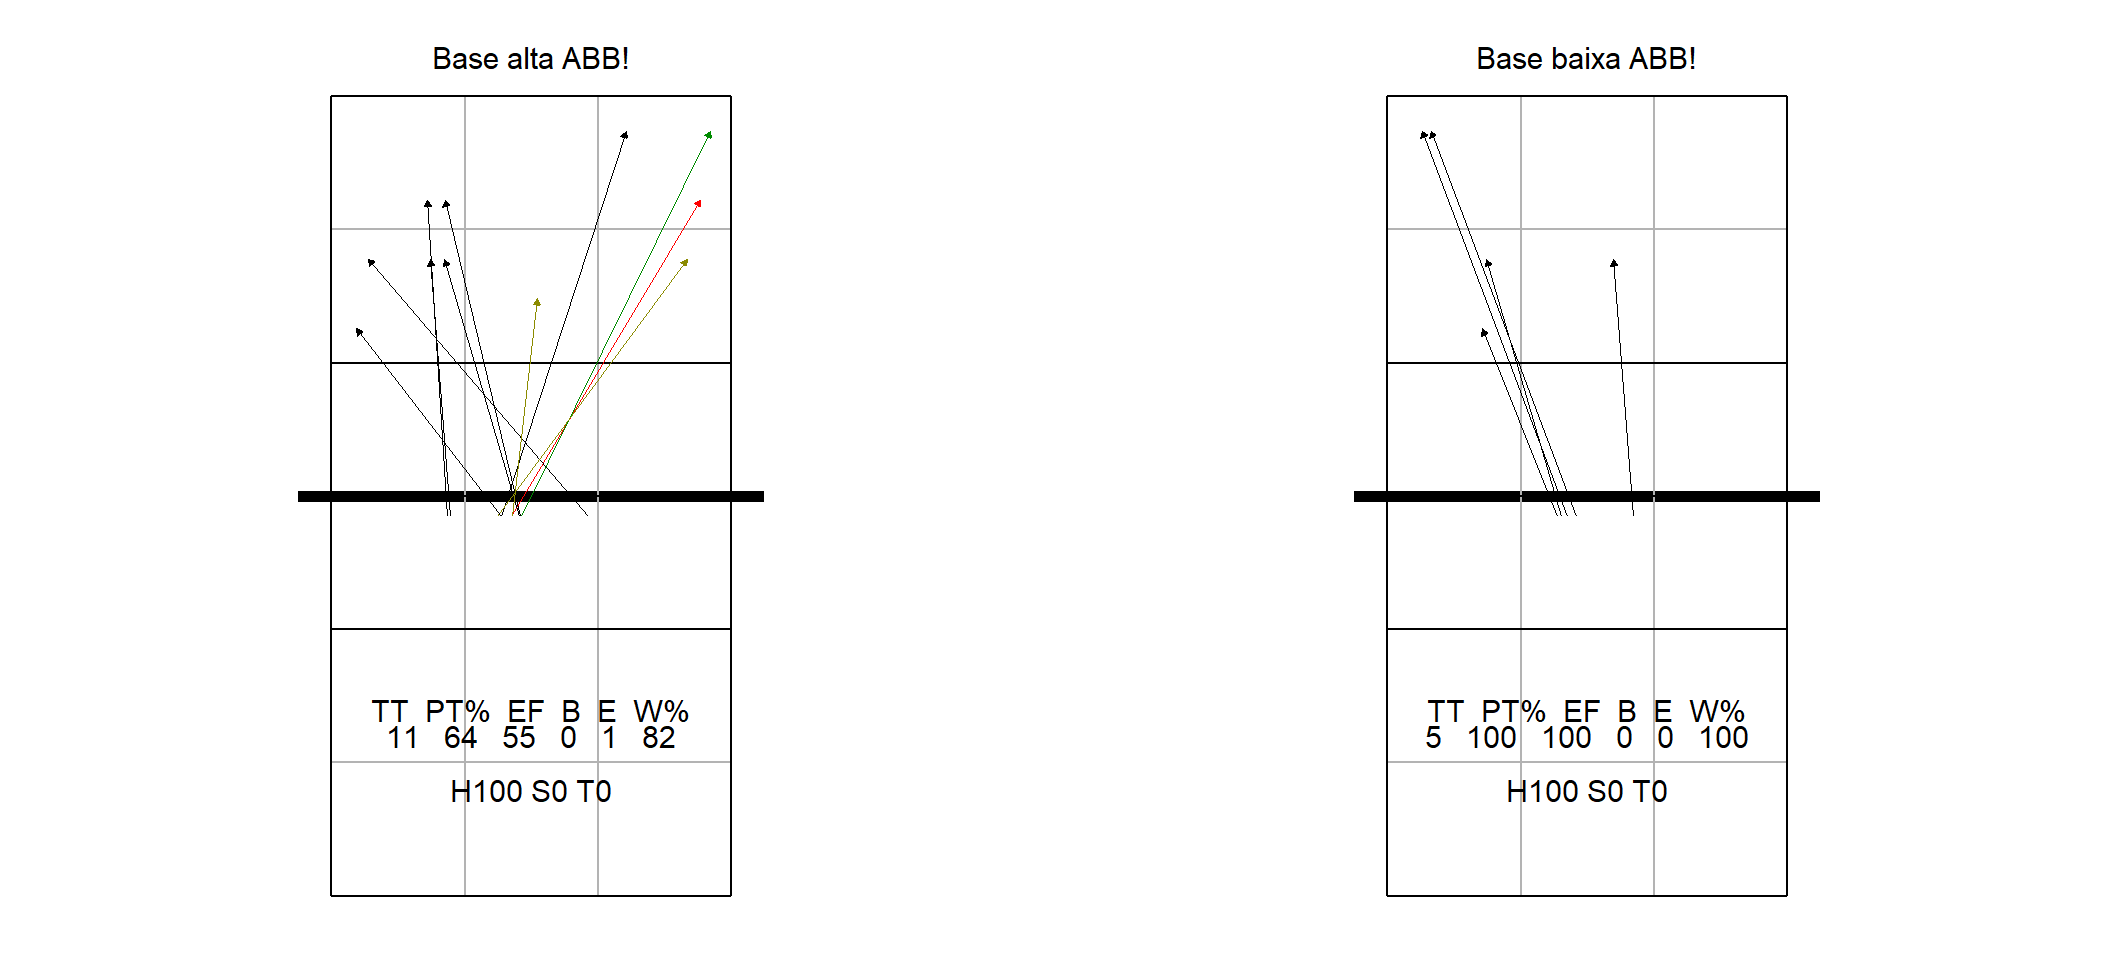 Base alta ABB!
TT PT% EF B E W%
11 64 55 0 1 82
H100 S0 T0
Base baixa ABB!
TT PT% EF B E W%
5 100 100 0 0 100
H100 S0 T0